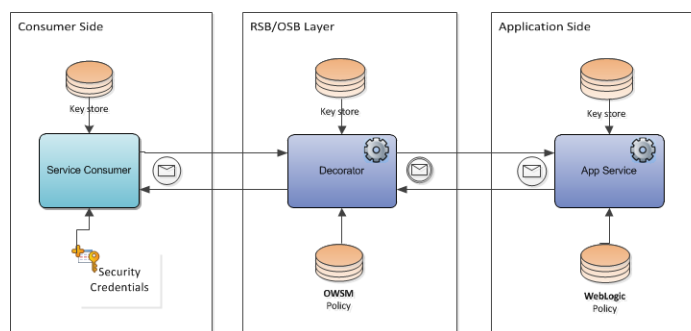 Consumer Side
RSB/OSB Layer
Application Side
Key store
Key store
Key store
Service Consumer
Decorator
App Service
Security
Credentials
OWSM
Policy
WebLogic
Policy